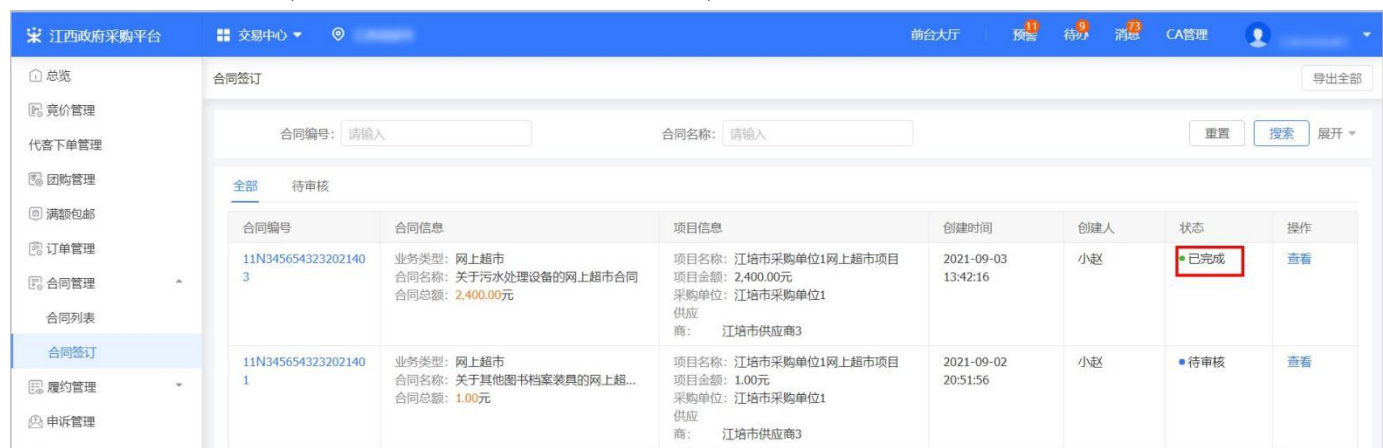 江西政府采购平台 交易中心 前台大厅 预警 11 待办 9 消息 73 CA管理
总览
竞价管理
代客下单管理
团购管理
满额包邮
订单管理
合同管理
合同列表
合同签订
履约管理
申诉管理
合同签订 导出全部
合同编号: 请输入 合同名称: 请输入 重置 搜索 展开
全部 待审核
合同编号 合同信息 项目信息 创建时间 创建人 状态 操作
11N345654323202140
3
业务类型: 网上超市
合同名称: 关于污水处理设备的网上超市合同
合同总额: 2,400.00元
项目名称: 江培市采购单位1网上超市项目
项目金额: 2,400.00元
采购单位: 江培市采购单位1
供应
商: 江培市供应商3
2021-09-03
13:42:16
小赵
已完成
查看
11N345654323202140
1
业务类型: 网上超市
合同名称: 关于其他图书档案装具的网上超...
合同总额: 1.00元
项目名称: 江培市采购单位1网上超市项目
项目金额: 1.00元
采购单位: 江培市采购单位1
供应
商: 江培市供应商3
2021-09-02
20:51:56
小赵
待审核
查看